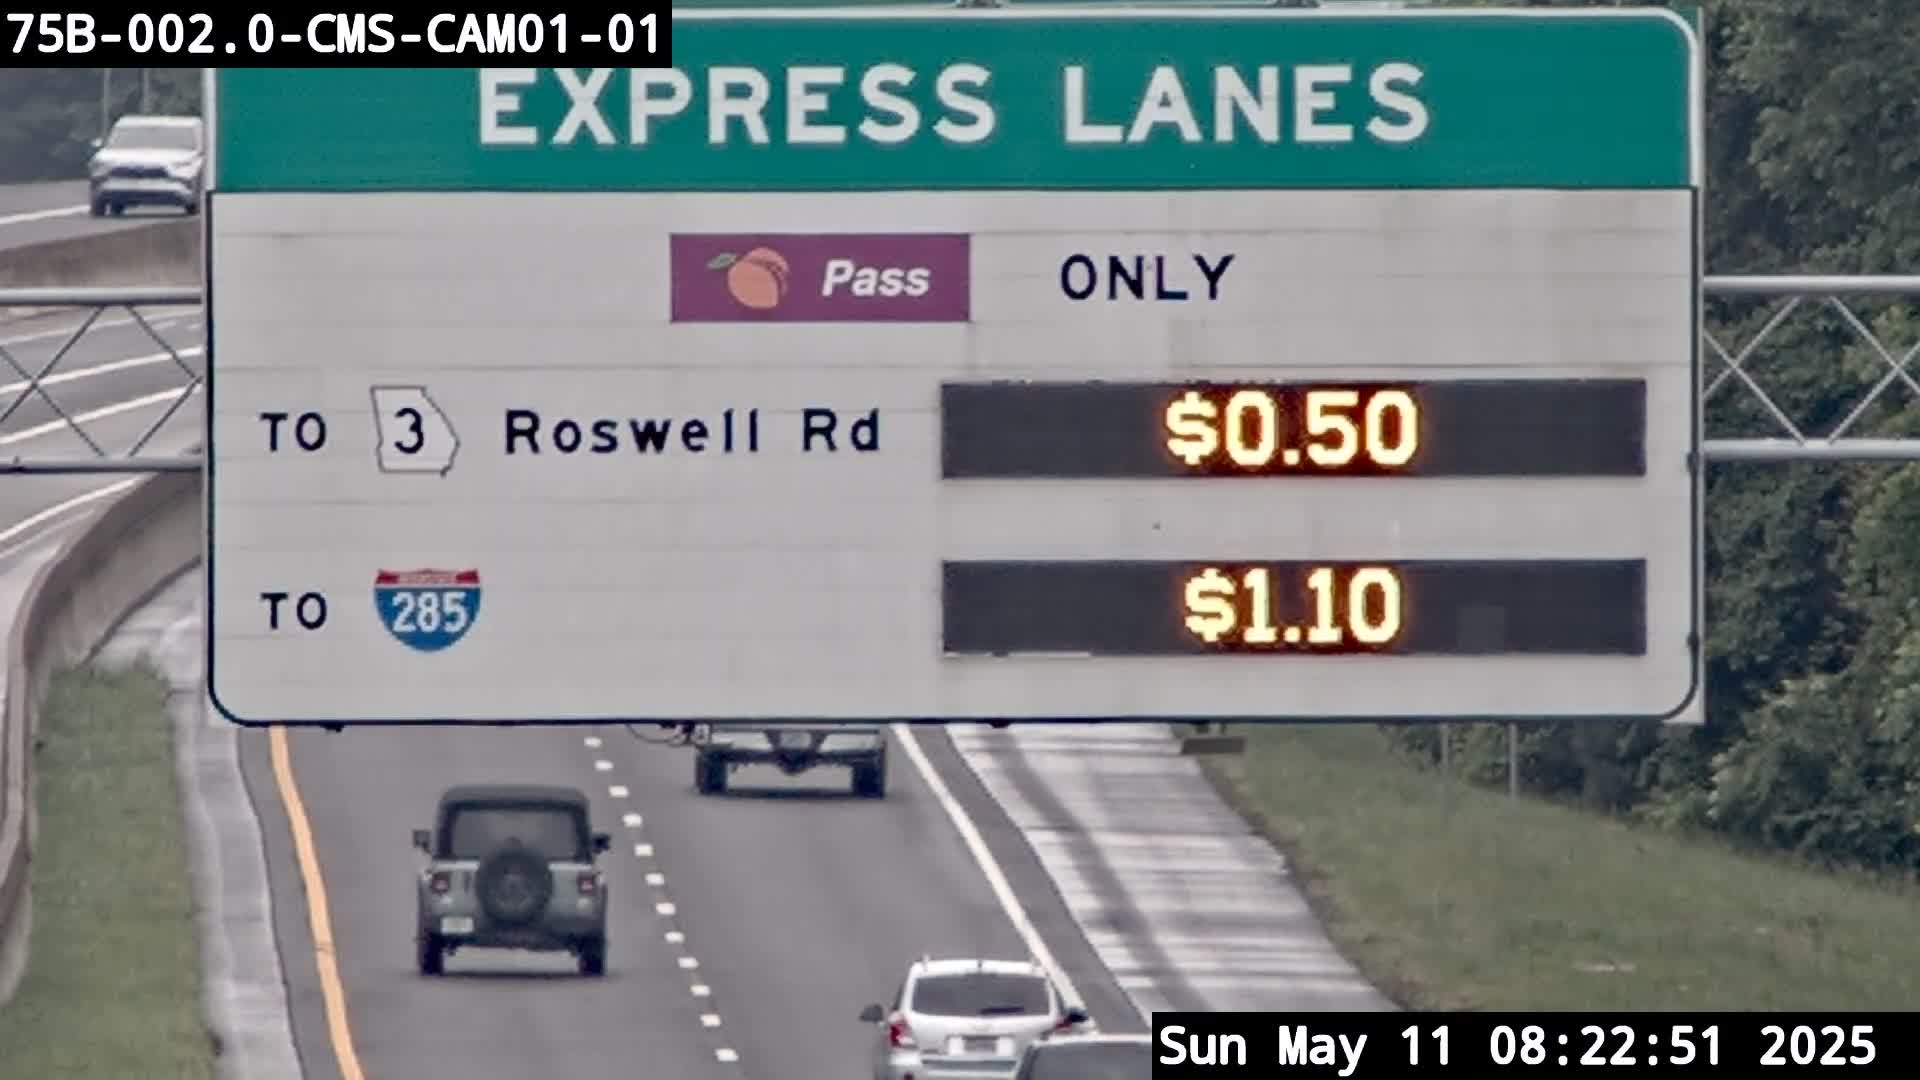 75B-002.0-CMS-CAM01-01
EXPRESS LANES
Pass ONLY
TO 3 Roswell Rd $0.50
TO 285 $1.10
Sun May 11 08:22:51 2025